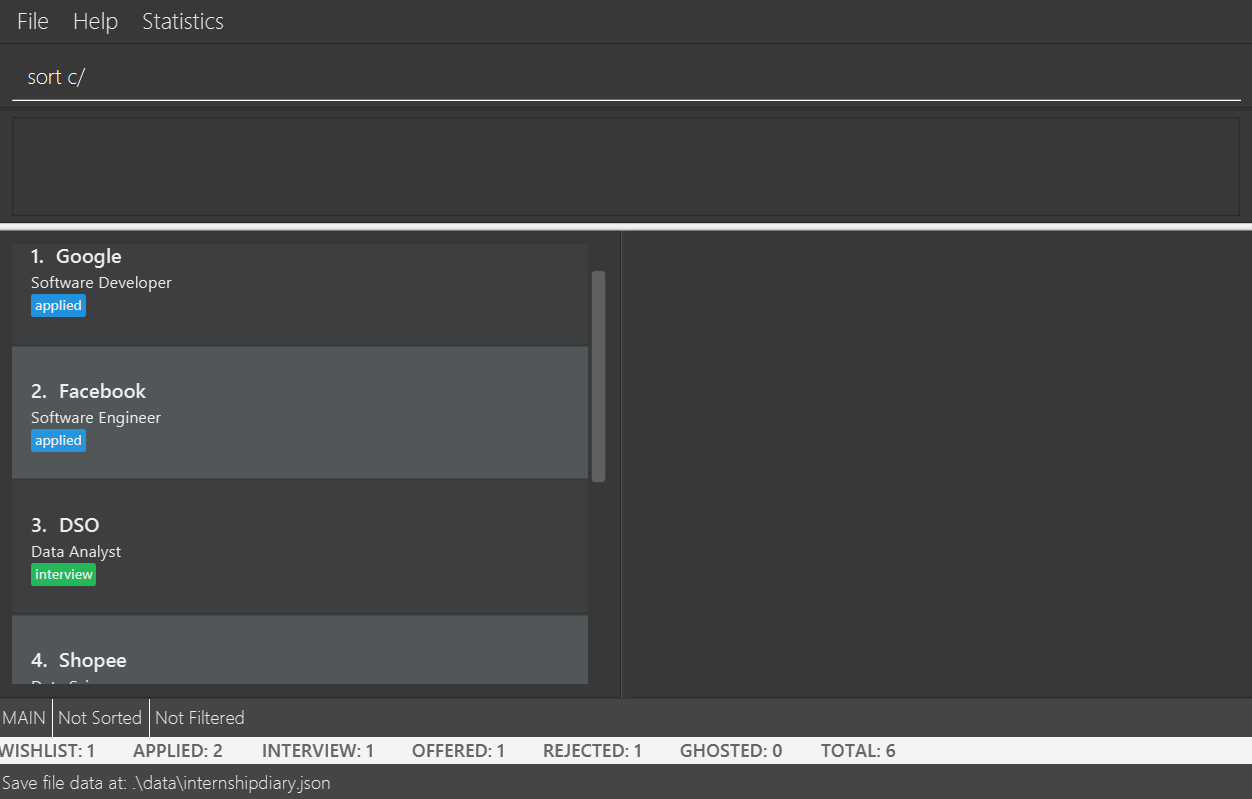 File Help Statistics
sort c/
1. Google
Software Developer
applied
2. Facebook
Software Engineer
applied
3. DSO
Data Analyst
interview
4. Shopee
MAIN Not Sorted Not Filtered
WISHLIST: 1 APPLIED: 2 INTERVIEW: 1 OFFERED: 1 REJECTED: 1 GHOSTED: 0 TOTAL: 6
Save file data at: .\data\internshipdiary.json